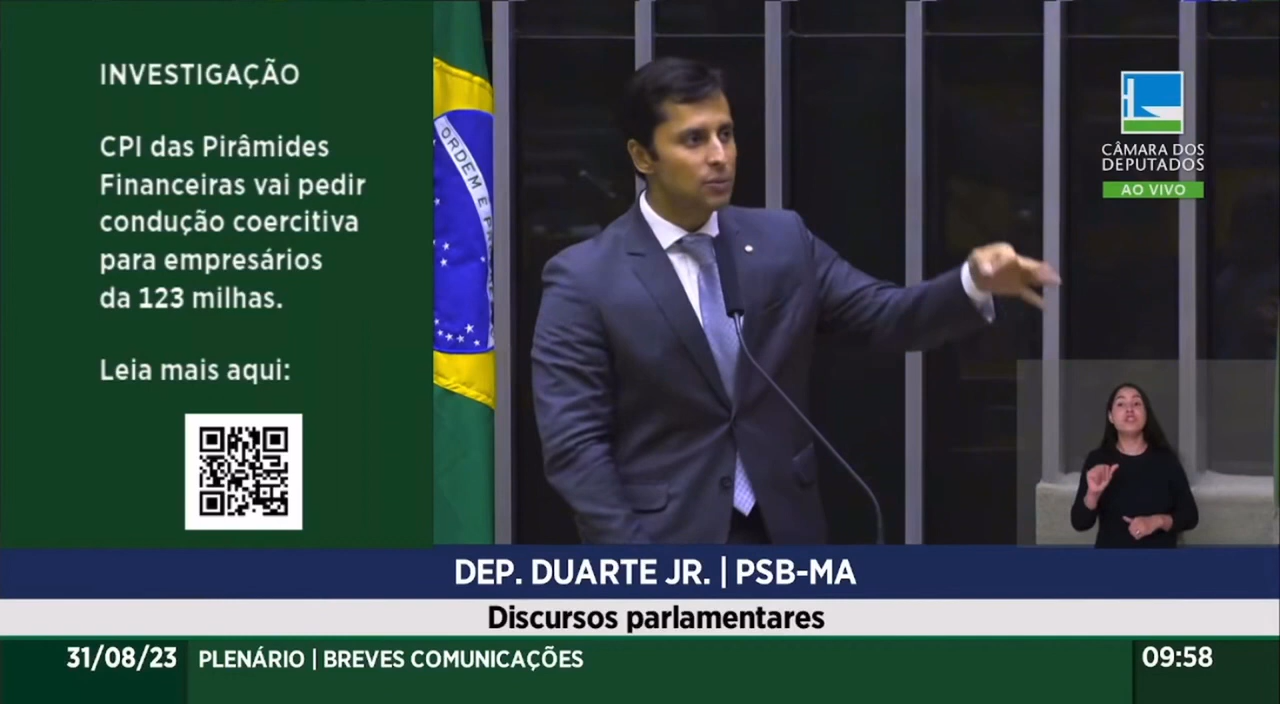 INVESTIGAÇÃO
CPI das Pirâmides
Financeiras vai pedir
condução coercitiva
para empresários
da 123 milhas.
Leia mais aqui:
ORDEM E
CÂMARA DOS
DEPUTADOS
AO VIVO
DEP. DUARTE JR. | PSB-MA
Discursos parlamentares
31/08/23 PLENÁRIO | BREVES COMUNICAÇÕES 09:58